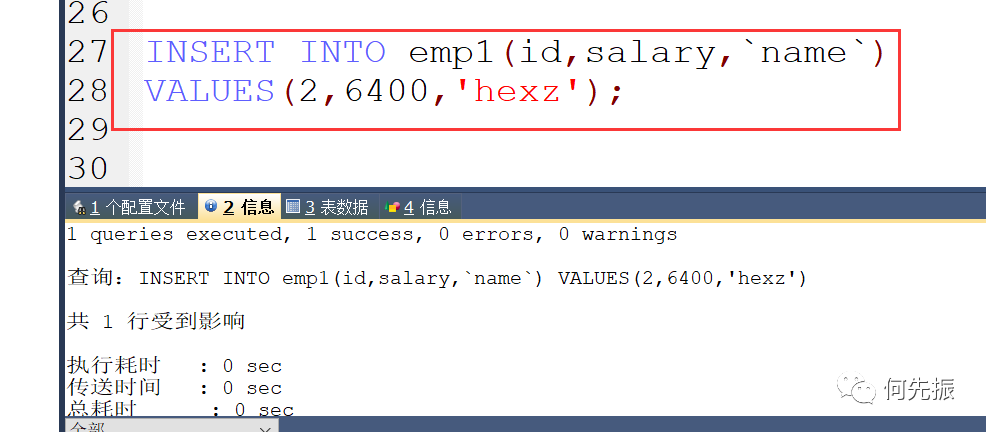 26
27 INSERT INTO emp1(id,salary,`name`)
28 VALUES(2,6400,'hexz');
29
30
1 个配置文件 2 信息 3 表数据 4 信息
1 queries executed, 1 success, 0 errors, 0 warnings
查询：INSERT INTO emp1(id,salary,`name`) VALUES(2,6400,'hexz')
共 1 行受到影响
执行耗时 : 0 sec
传送时间 : 0 sec
总耗时 : 0 sec
何先振
全部